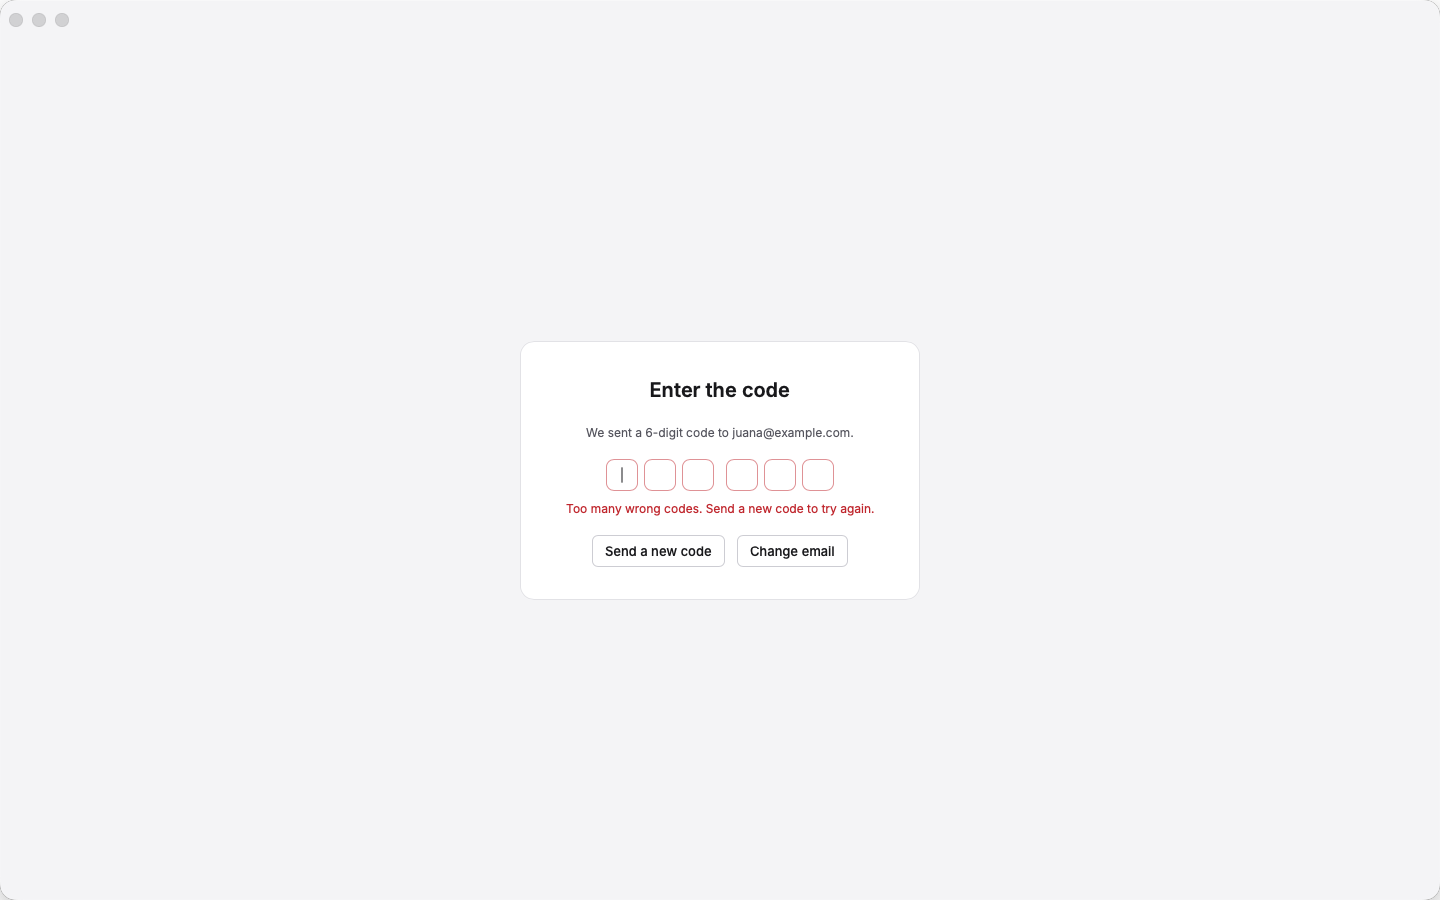 Enter the code
We sent a 6-digit code to juana@example.com.
Too many wrong codes. Send a new code to try again.
Send a new code
Change email